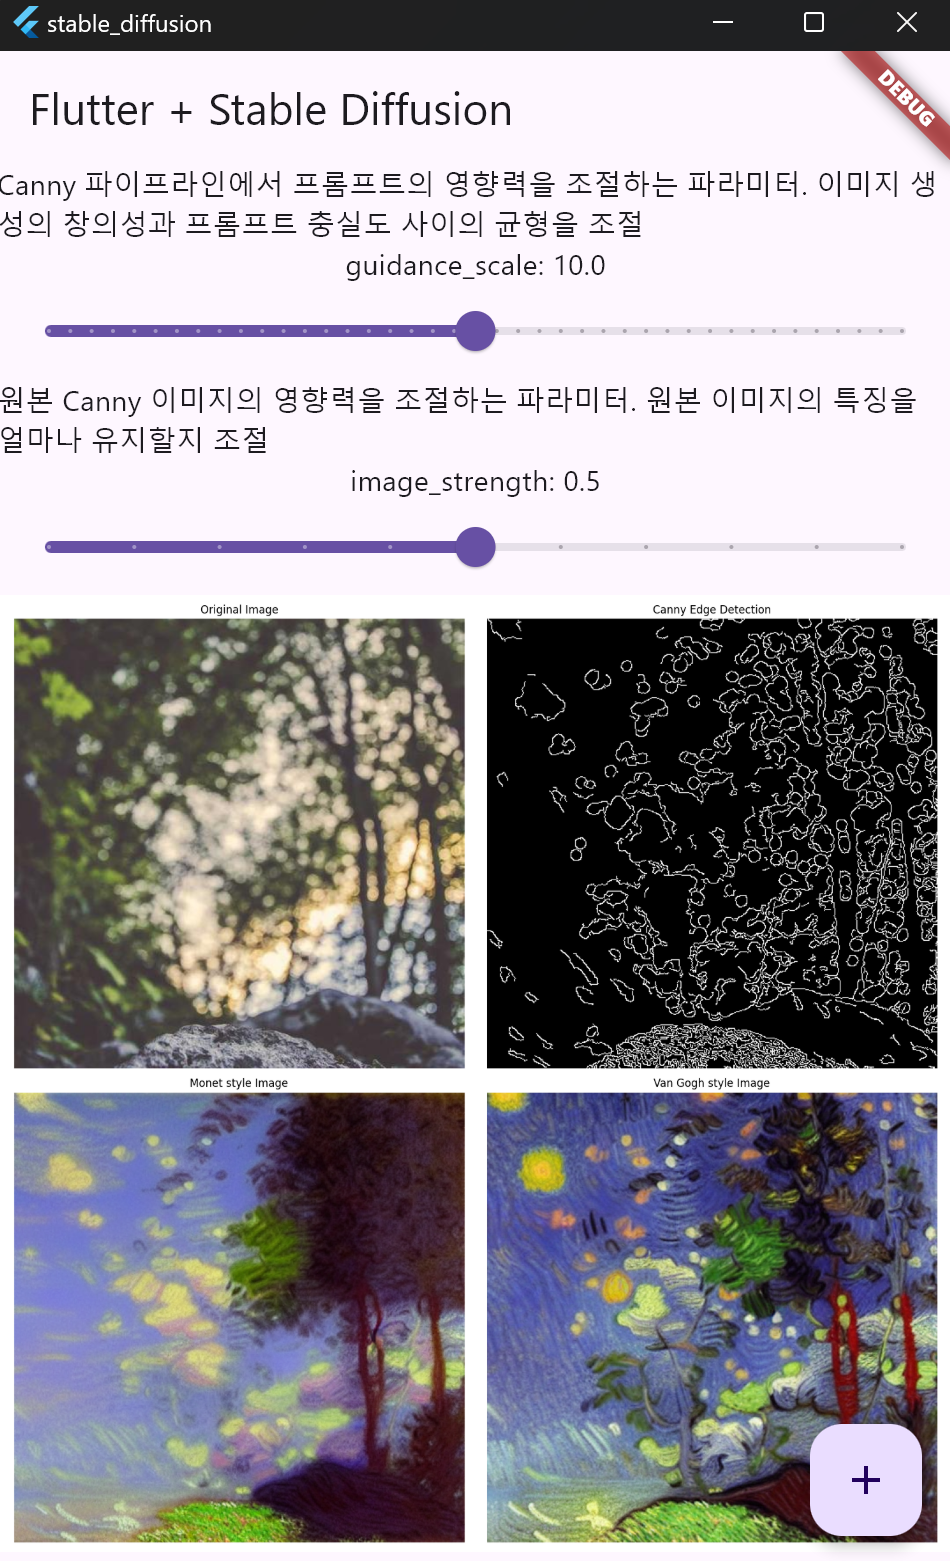 stable_diffusion
DEBUG
Flutter + Stable Diffusion
Canny 파이프라인에서 프롬프트의 영향력을 조절하는 파라미터. 이미지 생
성의 창의성과 프롬프트 충실도 사이의 균형을 조절
guidance_scale: 10.0
원본 Canny 이미지의 영향력을 조절하는 파라미터. 원본 이미지의 특징을
얼마나 유지할지 조절
image_strength: 0.5
Original Image
Canny Edge Detection
Monet style Image
Van Gogh style Image